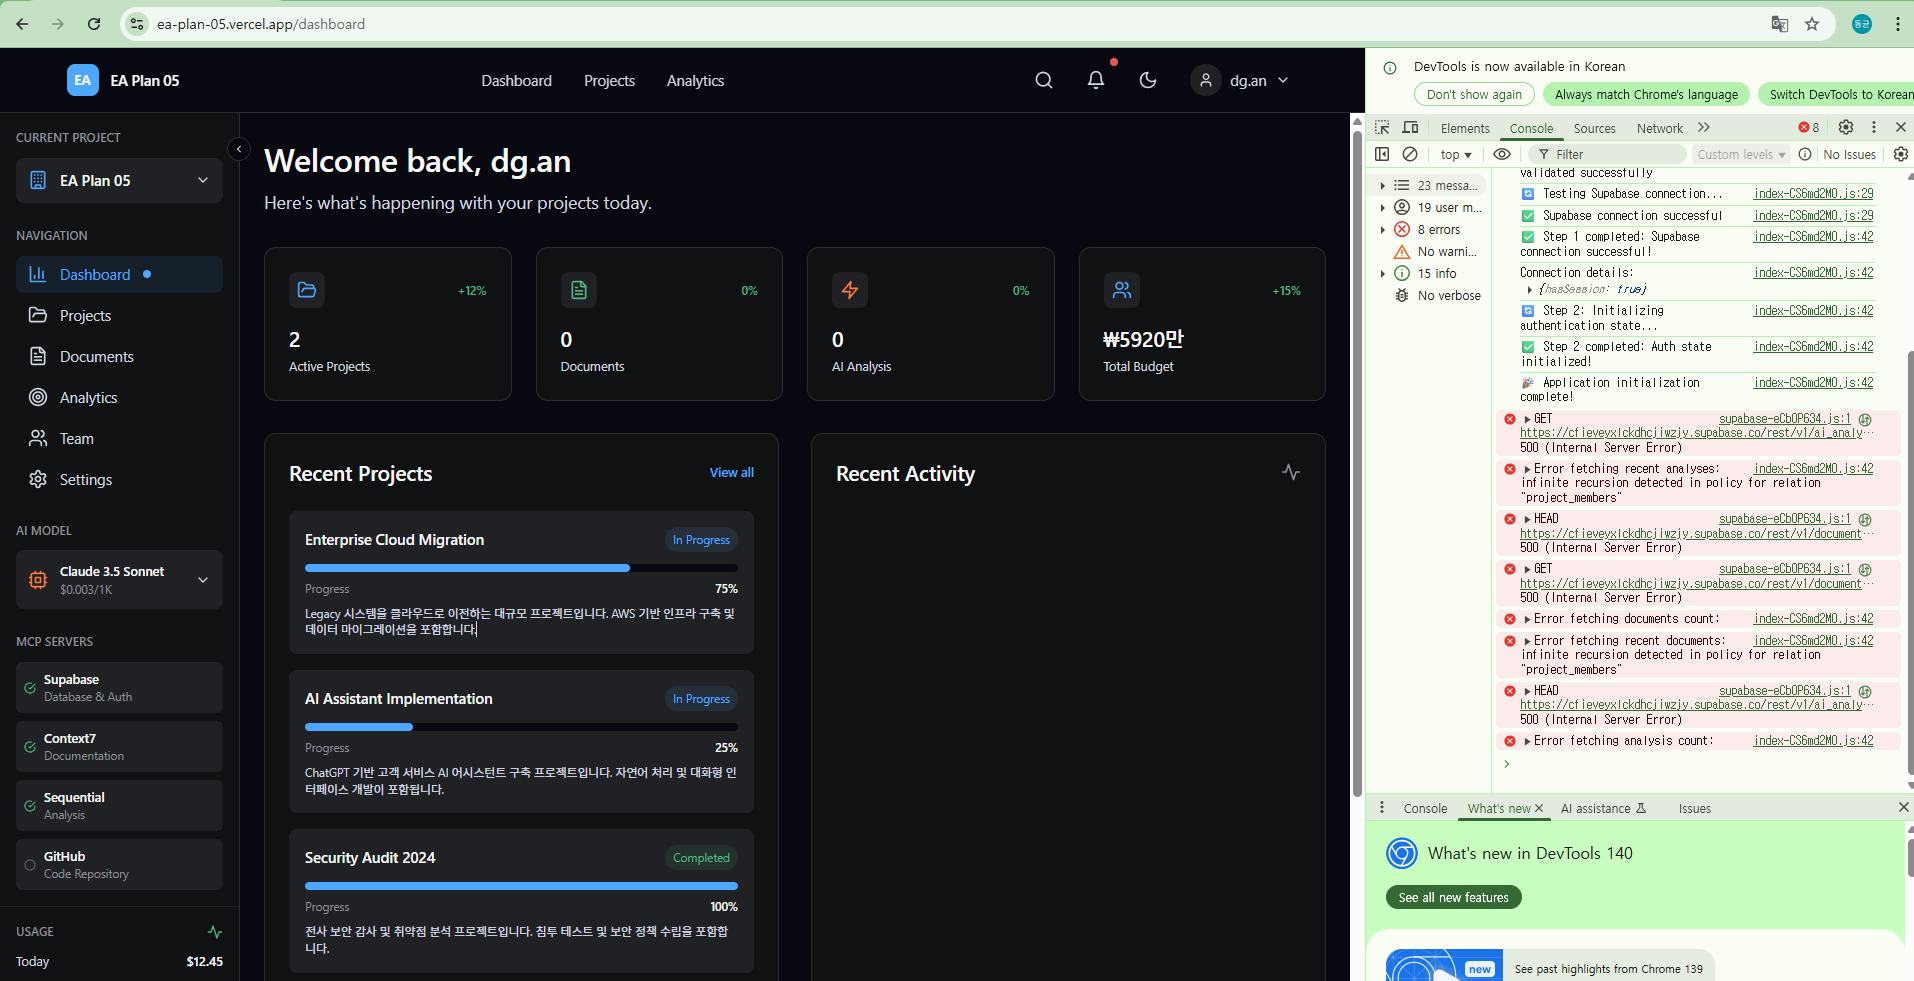 ea-plan-05.vercel.app/dashboard
동균
EA
EA Plan 05
Dashboard
Projects
Analytics
dg.an
CURRENT PROJECT
EA Plan 05
NAVIGATION
Dashboard
Projects
Documents
Analytics
Team
Settings
AI MODEL
Claude 3.5 Sonnet
$0.003/1K
MCP SERVERS
Supabase
Database & Auth
Context7
Documentation
Sequential
Analysis
GitHub
Code Repository
USAGE
Today
$12.45
Welcome back, dg.an
Here's what's happening with your projects today.
+12%
2
Active Projects
0%
0
Documents
0%
0
AI Analysis
+15%
₩5920만
Total Budget
Recent Projects
View all
Enterprise Cloud Migration
In Progress
Progress
75%
Legacy 시스템을 클라우드로 이전하는 대규모 프로젝트입니다. AWS 기반 인프라 구축 및
데이터 마이그레이션을 포함합니다.
AI Assistant Implementation
In Progress
Progress
25%
ChatGPT 기반 고객 서비스 AI 어시스턴트 구축 프로젝트입니다. 자연어 처리 및 대화형 인
터페이스 개발이 포함됩니다.
Security Audit 2024
Completed
Progress
100%
전사 보안 감사 및 취약점 분석 프로젝트입니다. 침투 테스트 및 보안 정책 수립을 포함합
니다.
Recent Activity
DevTools is now available in Korean
Don't show again
Always match Chrome's language
Switch DevTools to Korean
Elements
Console
Sources
Network
8
top
Filter
Custom levels
No Issues
23 messa...
19 user m...
8 errors
No warni...
15 info
No verbose
validated successfully
Testing Supabase connection... index-CS6md2MO.js:29
Supabase connection successful index-CS6md2MO.js:29
Step 1 completed: Supabase index-CS6md2MO.js:42
connection successful!
Connection details: index-CS6md2MO.js:42
{hasSession: true}
Step 2: Initializing index-CS6md2MO.js:42
authentication state...
Step 2 completed: Auth state index-CS6md2MO.js:42
initialized!
Application initialization index-CS6md2MO.js:42
complete!
GET supabase-eCbOP634.js:1
https://cfieveyxlckdhcjiwzjy.supabase.co/rest/v1/ai_analy…
500 (Internal Server Error)
Error fetching recent analyses: index-CS6md2MO.js:42
infinite recursion detected in policy for relation
"project_members"
HEAD supabase-eCbOP634.js:1
https://cfieveyxlckdhcjiwzjy.supabase.co/rest/v1/document…
500 (Internal Server Error)
GET supabase-eCbOP634.js:1
https://cfieveyxlckdhcjiwzjy.supabase.co/rest/v1/document…
500 (Internal Server Error)
Error fetching documents count: index-CS6md2MO.js:42
Error fetching recent documents: index-CS6md2MO.js:42
infinite recursion detected in policy for relation
"project_members"
HEAD supabase-eCbOP634.js:1
https://cfieveyxlckdhcjiwzjy.supabase.co/rest/v1/ai_analy…
500 (Internal Server Error)
Error fetching analysis count: index-CS6md2MO.js:42
Console
What's new
AI assistance
Issues
What's new in DevTools 140
See all new features
new
See past highlights from Chrome 139